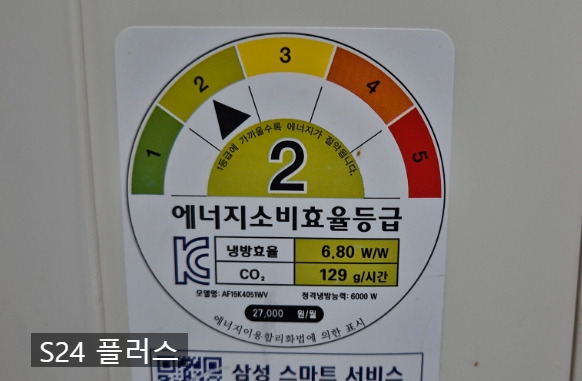 1 2 3 4 5
1등급에 가까울수록 에너지가 절약됩니다.
2
에너지소비효율등급
냉방효율 6.80 W/W
CO₂ 129 g/시간
모델명: AF15K4051WV 정격냉방능력: 6000 W
27,000 원/월
에너지이용합리화법에 의한 표시
삼성 스마트 서비스
S24 플러스